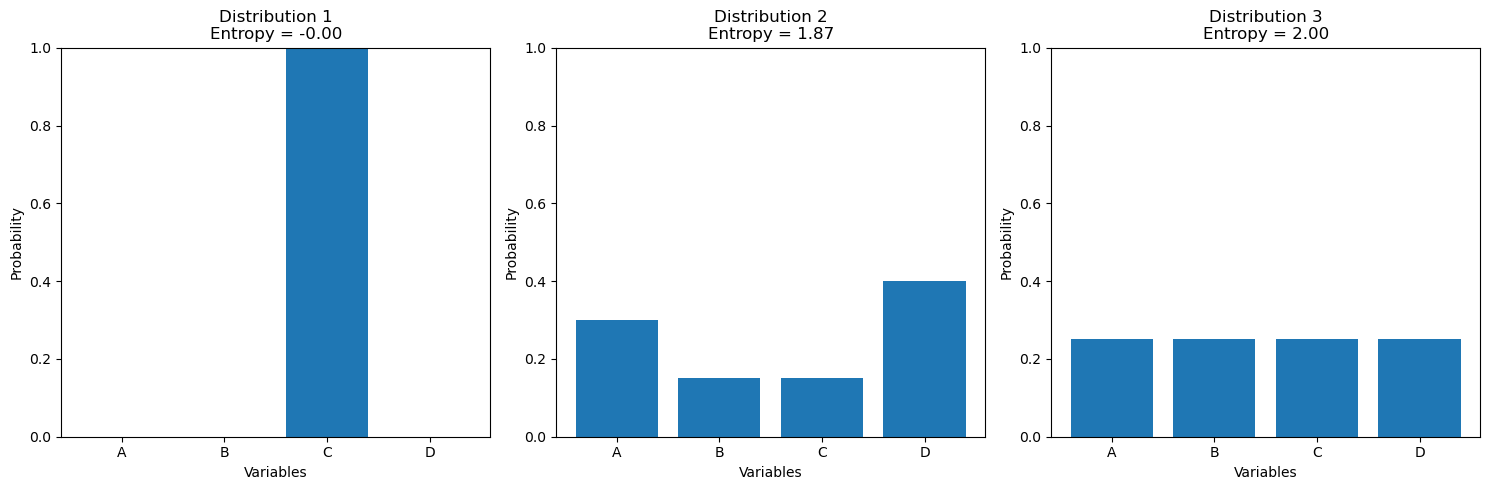 Distribution 1
Entropy = -0.00
1.0
0.8
0.6
0.4
0.2
0.0
Probability
A B C D
Variables
Distribution 2
Entropy = 1.87
1.0
0.8
0.6
0.4
0.2
0.0
Probability
A B C D
Variables
Distribution 3
Entropy = 2.00
1.0
0.8
0.6
0.4
0.2
0.0
Probability
A B C D
Variables